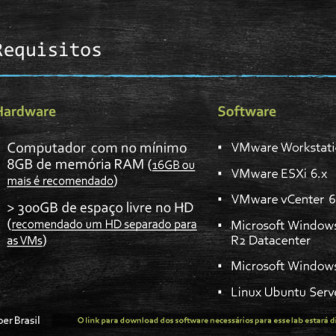 Requisitos
Hardware
Computador com no mínimo
8GB de memória RAM (16GB ou
mais é recomendado)
> 300GB de espaço livre no HD
(recomendado um HD separado para
as VMs)
Software
▪ VMware Workstati
▪ VMware ESXi 6.x
▪ VMware vCenter 6
▪ Microsoft Windows
R2 Datacenter
▪ Microsoft Windows
▪ Linux Ubuntu Serve
per Brasil
O link para download dos software necessários para esse lab estará d